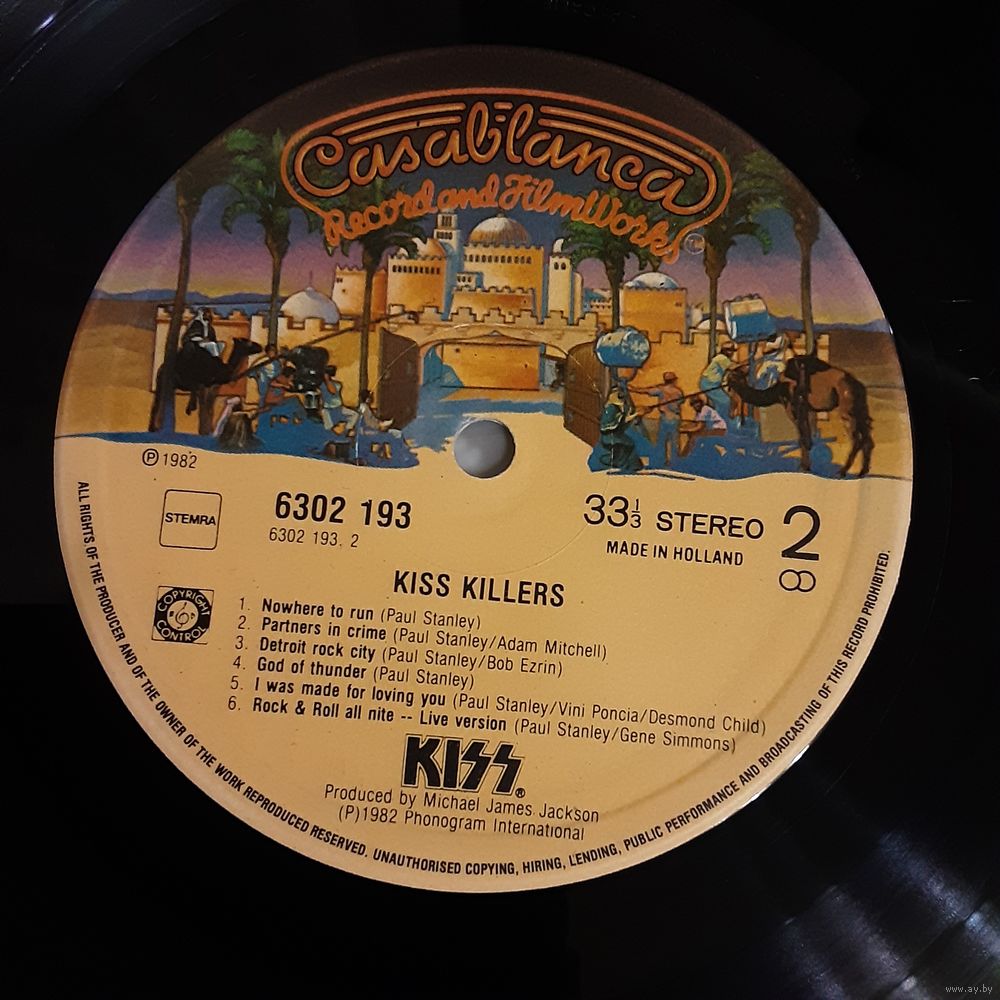 Casablanca
Record and FilmWorks
TM
℗ 1982
STEMRA
6302 193
6302 193. 2
33⅓ STEREO
MADE IN HOLLAND
2
COPYRIGHT
CONTROL
KISS KILLERS
1. Nowhere to run (Paul Stanley)
2. Partners in crime (Paul Stanley/Adam Mitchell)
3. Detroit rock city (Paul Stanley/Bob Ezrin)
4. God of thunder (Paul Stanley)
5. I was made for loving you (Paul Stanley/Vini Poncia/Desmond Child)
6. Rock & Roll all nite -- Live version (Paul Stanley/Gene Simmons)
KISS®
Produced by Michael James Jackson
(P)1982 Phonogram International
ALL RIGHTS OF THE PRODUCER AND OF THE OWNER OF THE WORK REPRODUCED RESERVED. UNAUTHORISED COPYING, HIRING, LENDING, PUBLIC PERFORMANCE AND BROADCASTING OF THIS RECORD PROHIBITED.
www.ay.by